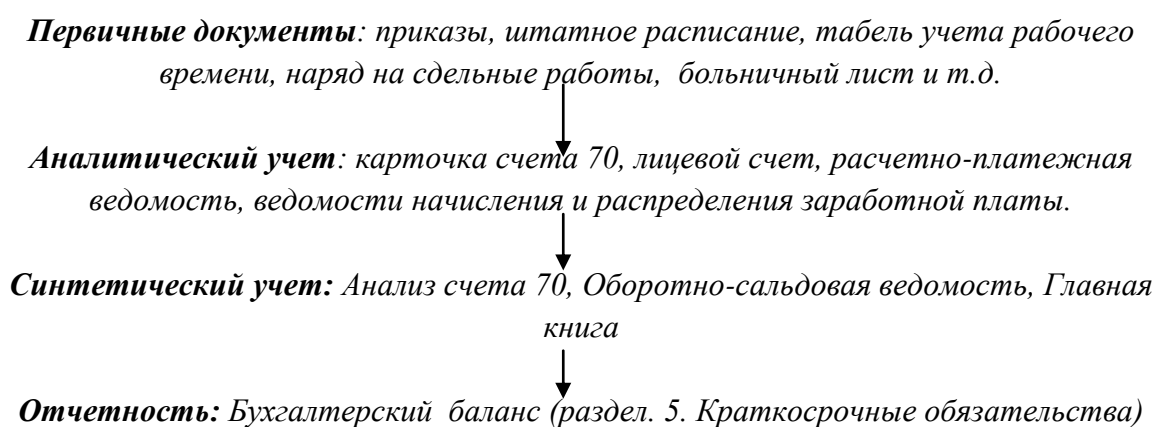 Первичные документы: приказы, штатное расписание, табель учета рабочего
времени, наряд на сдельные работы, больничный лист и т.д.
Аналитический учет: карточка счета 70, лицевой счет, расчетно-платежная
ведомость, ведомости начисления и распределения заработной платы.
Синтетический учет: Анализ счета 70, Оборотно-сальдовая ведомость, Главная
книга
Отчетность: Бухгалтерский баланс (раздел. 5. Краткосрочные обязательства)